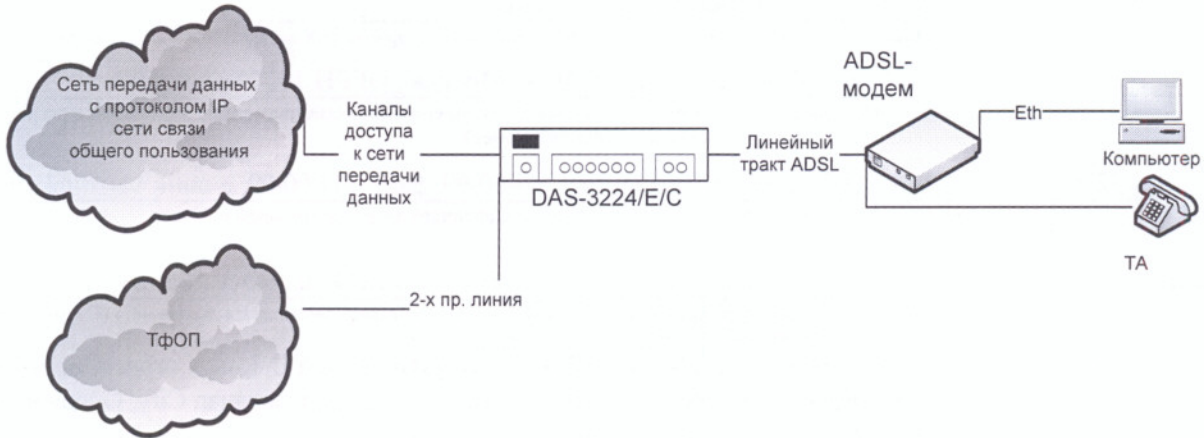 Сеть передачи данных
с протоколом IP
сети связи
общего пользования
Каналы
доступа
к сети
передачи
данных
DAS-3224/E/C
Линейный
тракт ADSL
ADSL-
модем
Eth
Компьютер
ТА
2-х пр. линия
ТфОП